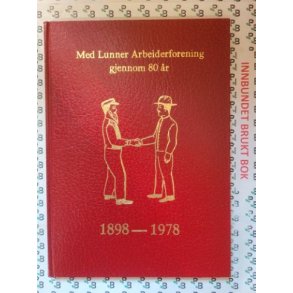 Med Lunner Arbeiderforening
gjennom 80 år
1898 — 1978
INNBUNDET BRUKT BOK